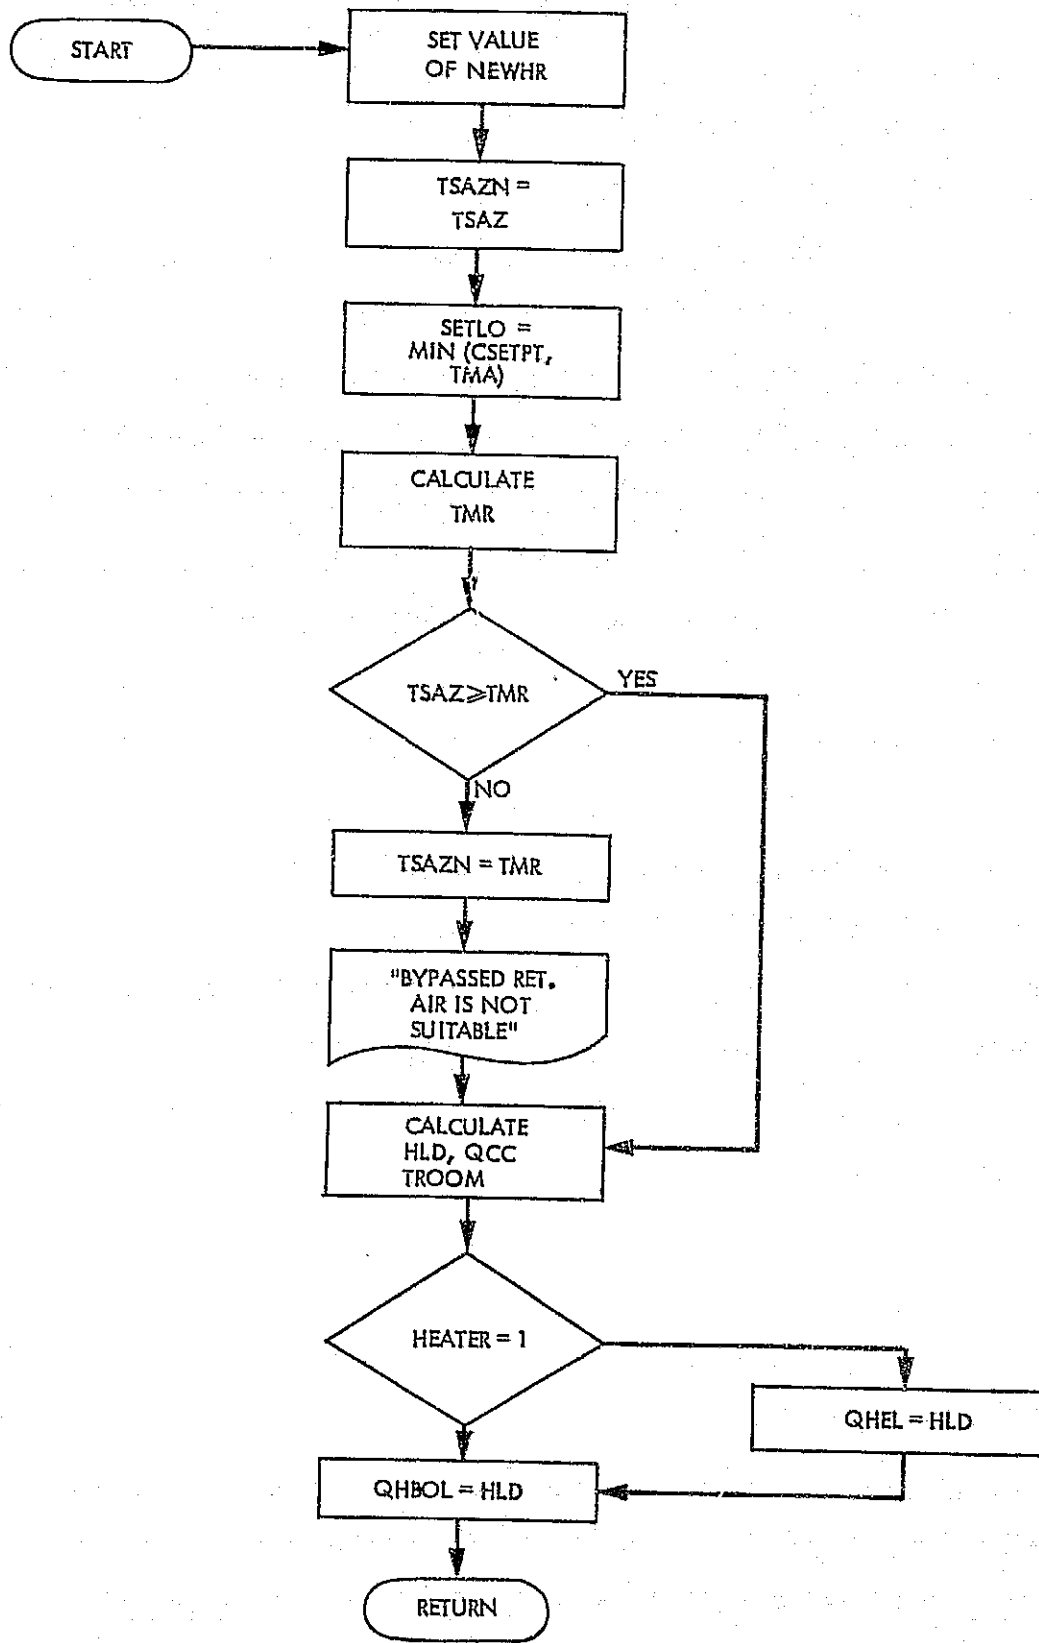 START
SET VALUE
OF NEWHR
TSAZN =
TSAZ
SETLO =
MIN (CSETPT,
TMA)
CALCULATE
TMR
TSAZ⩾TMR
YES
NO
TSAZN = TMR
"BYPASSED RET.
AIR IS NOT
SUITABLE"
CALCULATE
HLD, QCC
TROOM
HEATER = 1
QHEL = HLD
QHBOL = HLD
RETURN